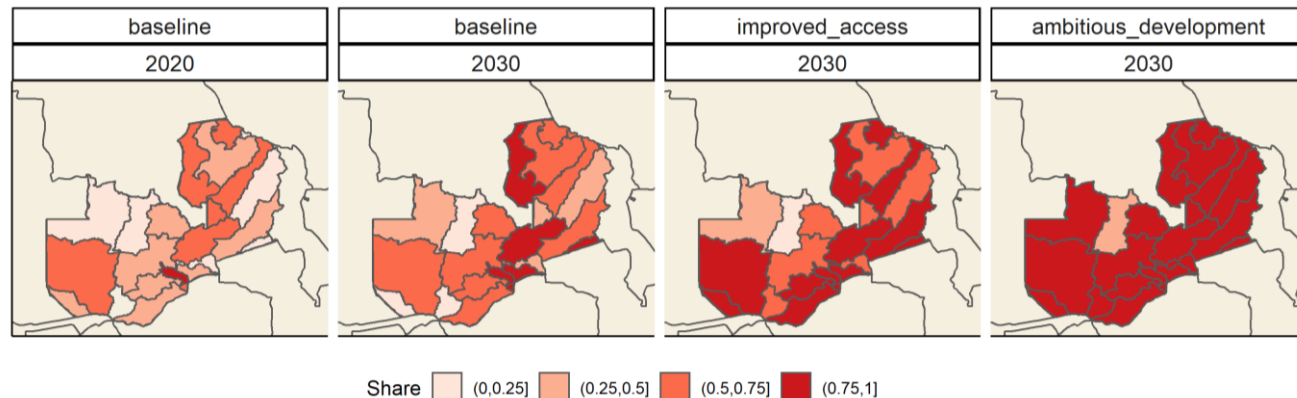 baseline baseline improved_access ambitious_development
2020 2030 2030 2030
Share (0,0.25] (0.25,0.5] (0.5,0.75] (0.75,1]